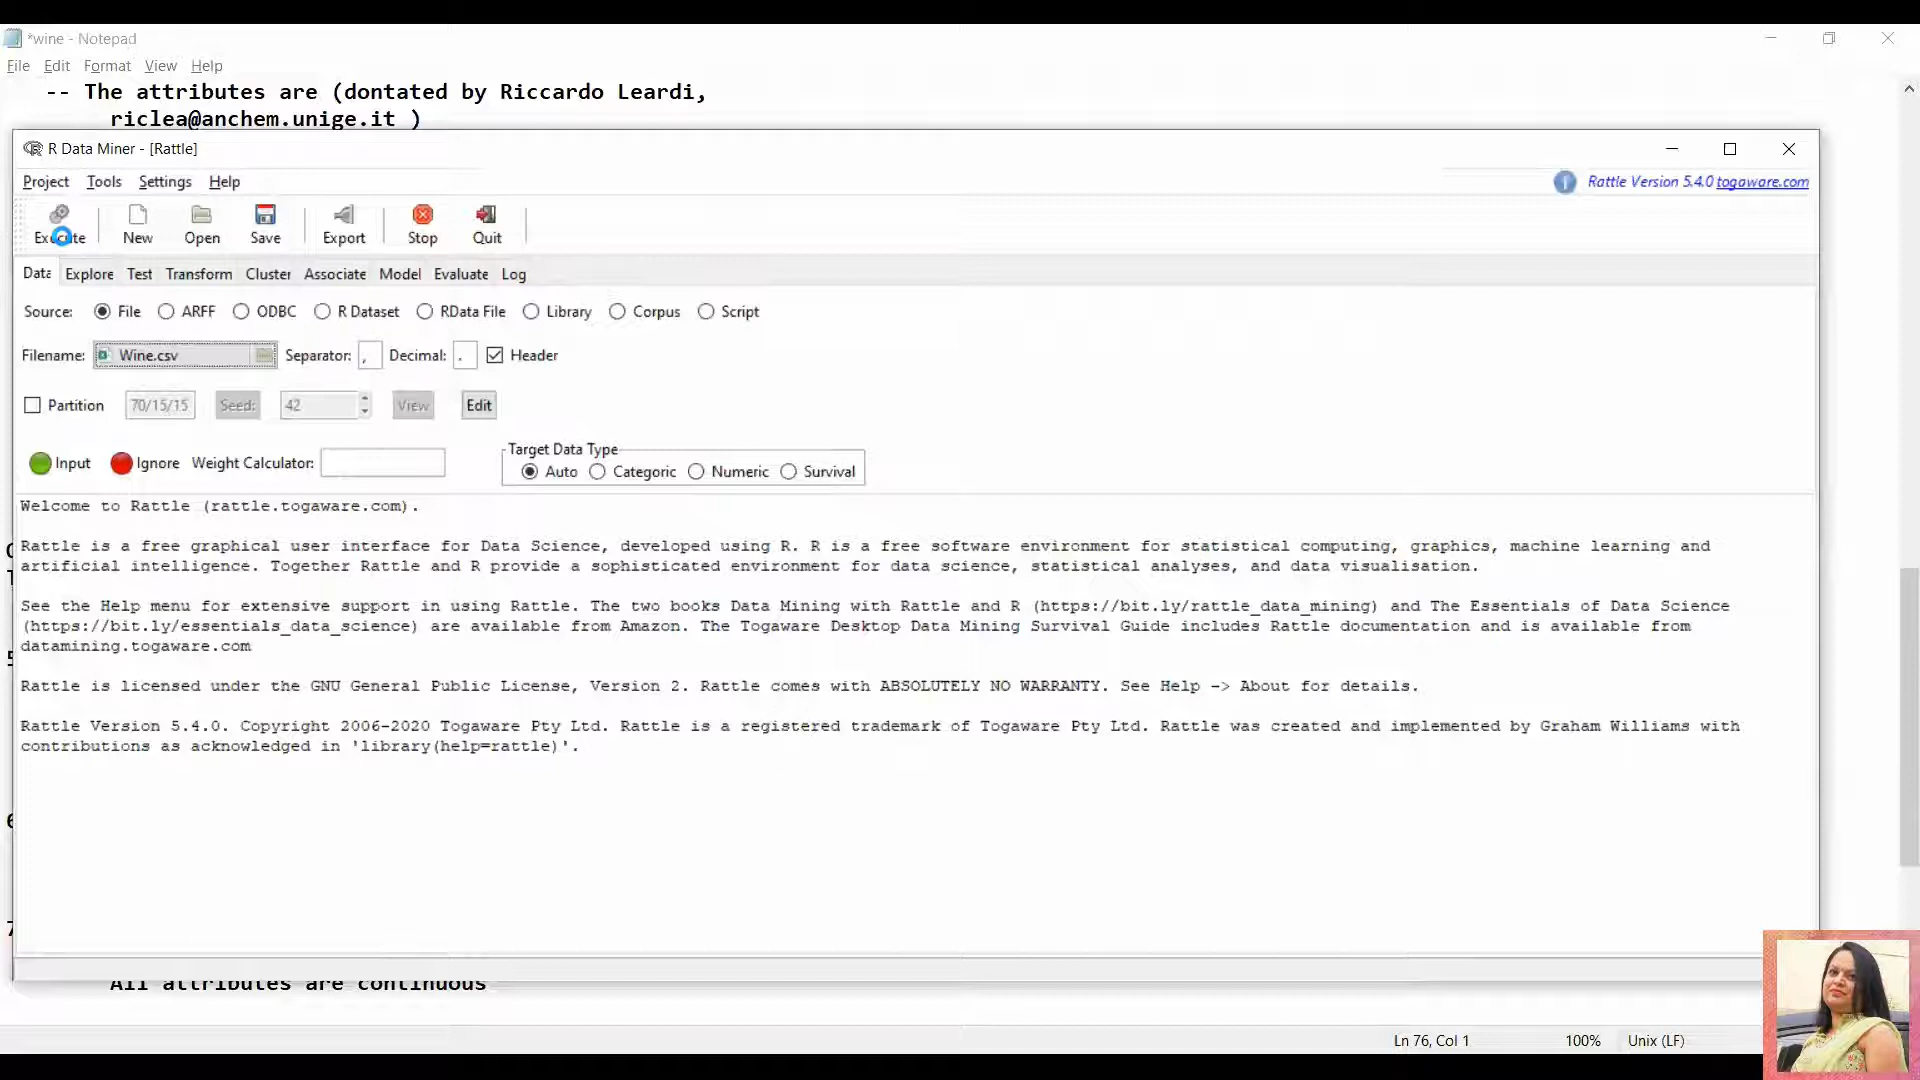 *wine - Notepad
File Edit Format View Help
-- The attributes are (dontated by Riccardo Leardi,
riclea@anchem.unige.it )
R Data Miner - [Rattle]
Project Tools Settings Help
Rattle Version 5.4.0 togaware.com
Execute New Open Save Export Stop Quit
Data Explore Test Transform Cluster Associate Model Evaluate Log
Source: File ARFF ODBC R Dataset RData File Library Corpus Script
Filename: Wine.csv Separator: , Decimal: . Header
Partition 70/15/15 Seed: 42 View Edit
Target Data Type
Input Ignore Weight Calculator: Auto Categoric Numeric Survival
Welcome to Rattle (rattle.togaware.com).
Rattle is a free graphical user interface for Data Science, developed using R. R is a free software environment for statistical computing, graphics, machine learning and
artificial intelligence. Together Rattle and R provide a sophisticated environment for data science, statistical analyses, and data visualisation.
See the Help menu for extensive support in using Rattle. The two books Data Mining with Rattle and R (https://bit.ly/rattle_data_mining) and The Essentials of Data Science
(https://bit.ly/essentials_data_science) are available from Amazon. The Togaware Desktop Data Mining Survival Guide includes Rattle documentation and is available from
datamining.togaware.com
Rattle is licensed under the GNU General Public License, Version 2. Rattle comes with ABSOLUTELY NO WARRANTY. See Help -> About for details.
Rattle Version 5.4.0. Copyright 2006-2020 Togaware Pty Ltd. Rattle is a registered trademark of Togaware Pty Ltd. Rattle was created and implemented by Graham Williams with
contributions as acknowledged in 'library(help=rattle)'.
All attributes are continuous
Ln 76, Col 1 100% Unix (LF)